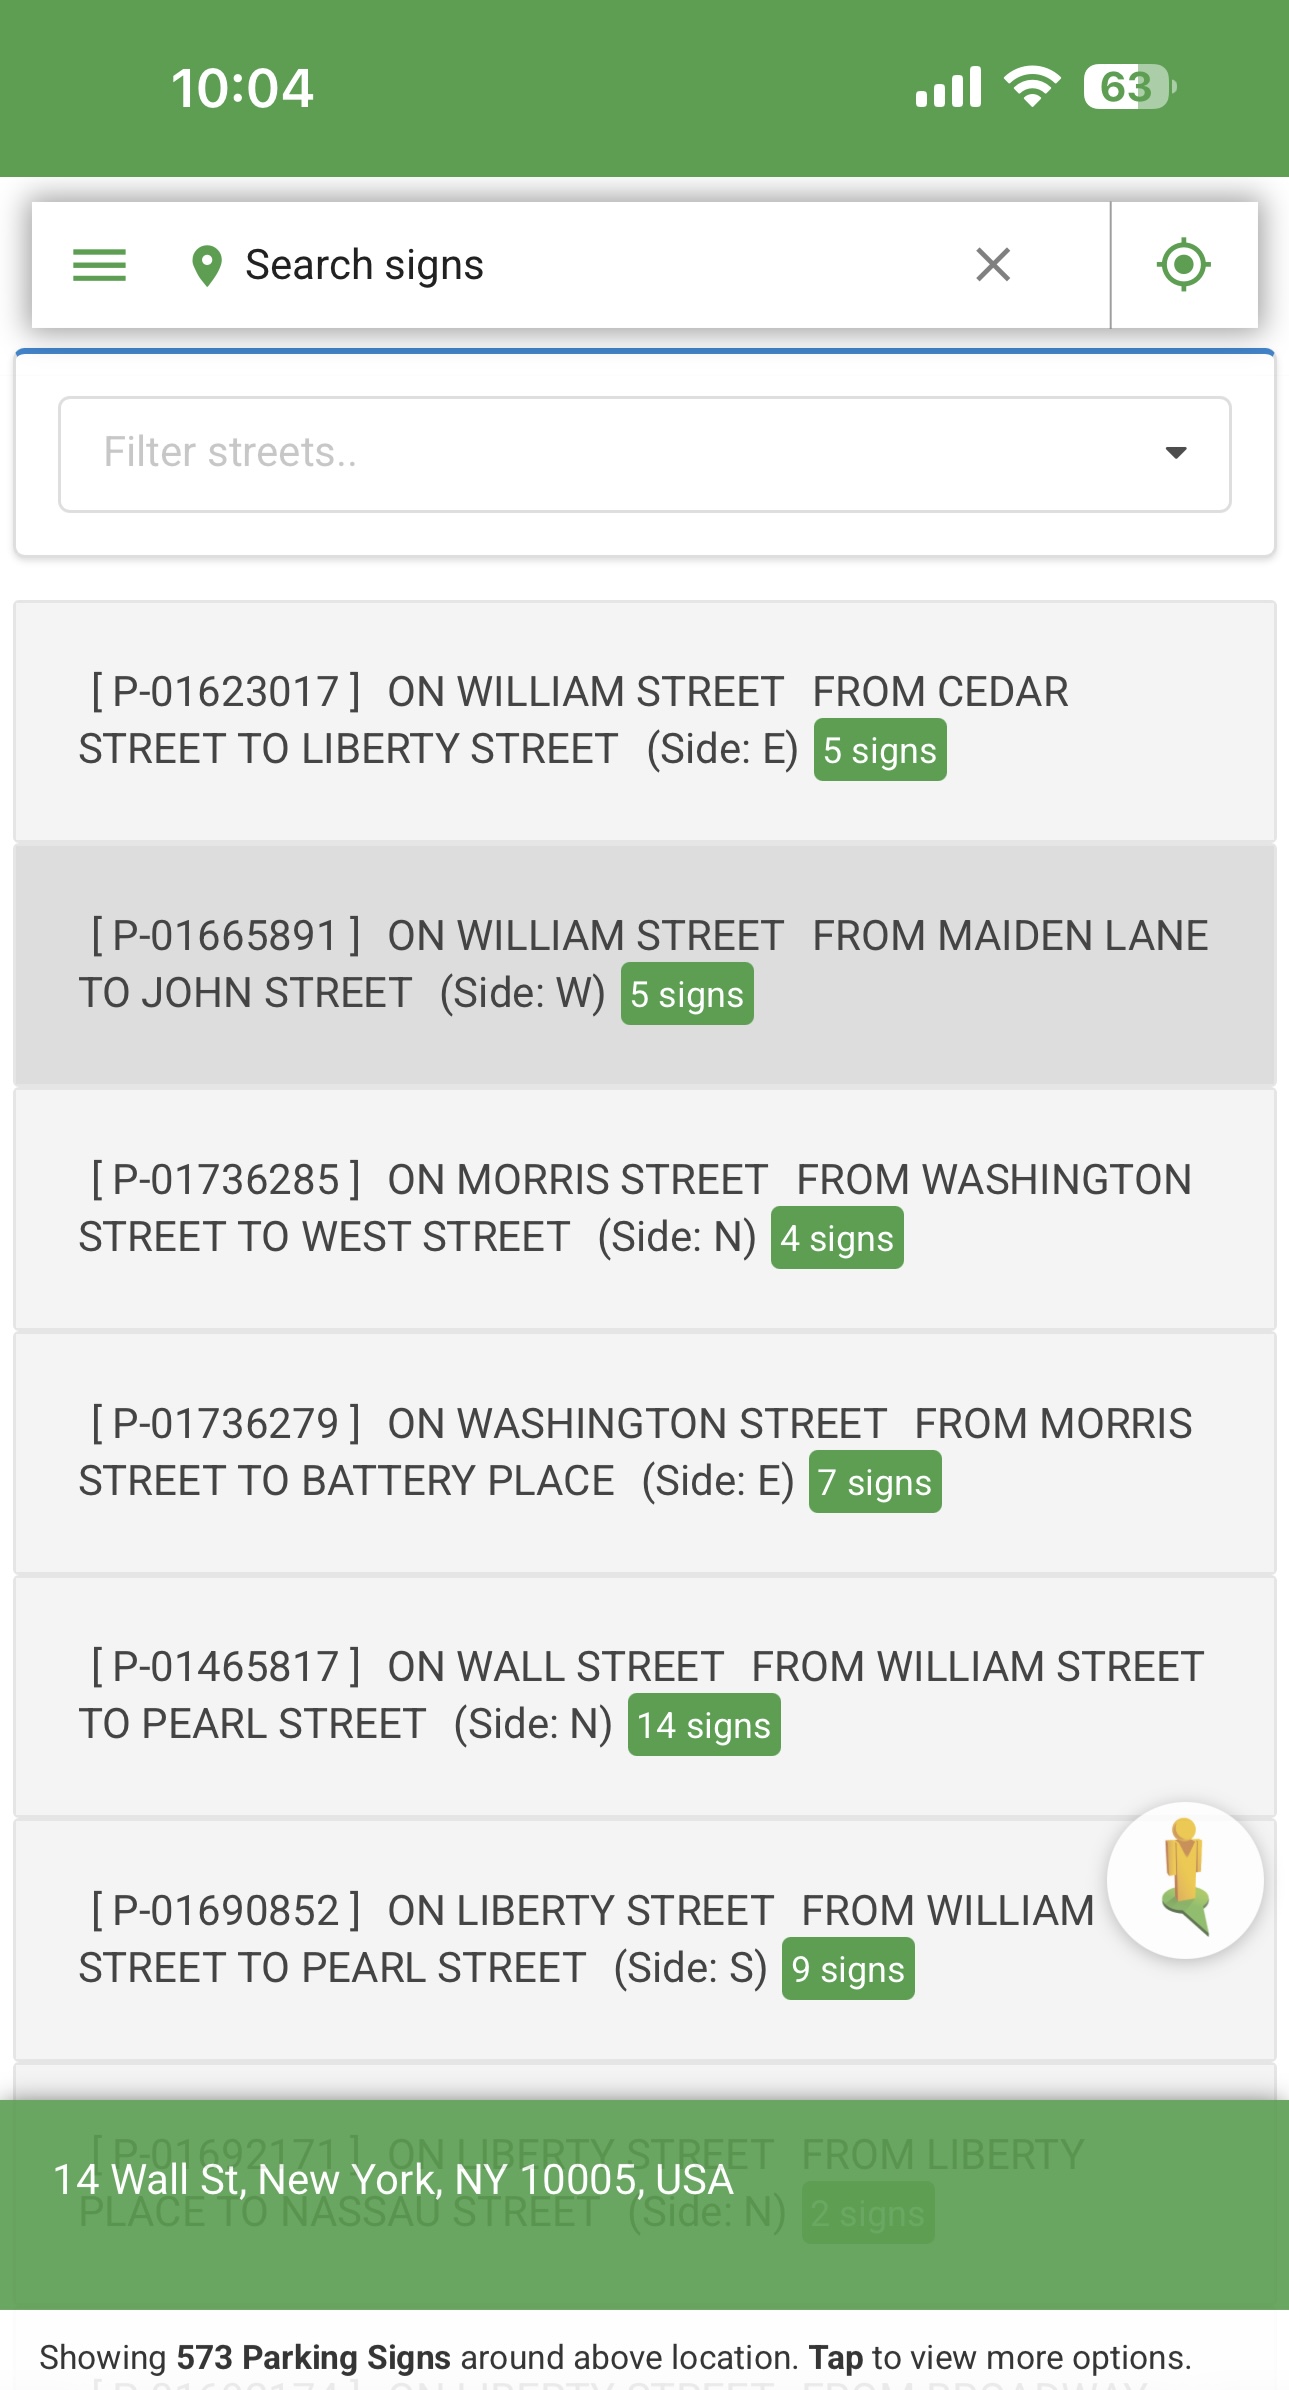 10:04
63
Search signs
Filter streets..
[ P-01623017 ] ON WILLIAM STREET FROM CEDAR
STREET TO LIBERTY STREET (Side: E) 5 signs
[ P-01665891 ] ON WILLIAM STREET FROM MAIDEN LANE
TO JOHN STREET (Side: W) 5 signs
[ P-01736285 ] ON MORRIS STREET FROM WASHINGTON
STREET TO WEST STREET (Side: N) 4 signs
[ P-01736279 ] ON WASHINGTON STREET FROM MORRIS
STREET TO BATTERY PLACE (Side: E) 7 signs
[ P-01465817 ] ON WALL STREET FROM WILLIAM STREET
TO PEARL STREET (Side: N) 14 signs
[ P-01690852 ] ON LIBERTY STREET FROM WILLIAM
STREET TO PEARL STREET (Side: S) 9 signs
[ P-01692171 ] ON LIBERTY STREET FROM LIBERTY
14 Wall St, New York, NY 10005, USA
PLACE TO NASSAU STREET (Side: N) 2 signs
Showing 573 Parking Signs around above location. Tap to view more options.
ON LIBERTY STREET FROM BROADWAY